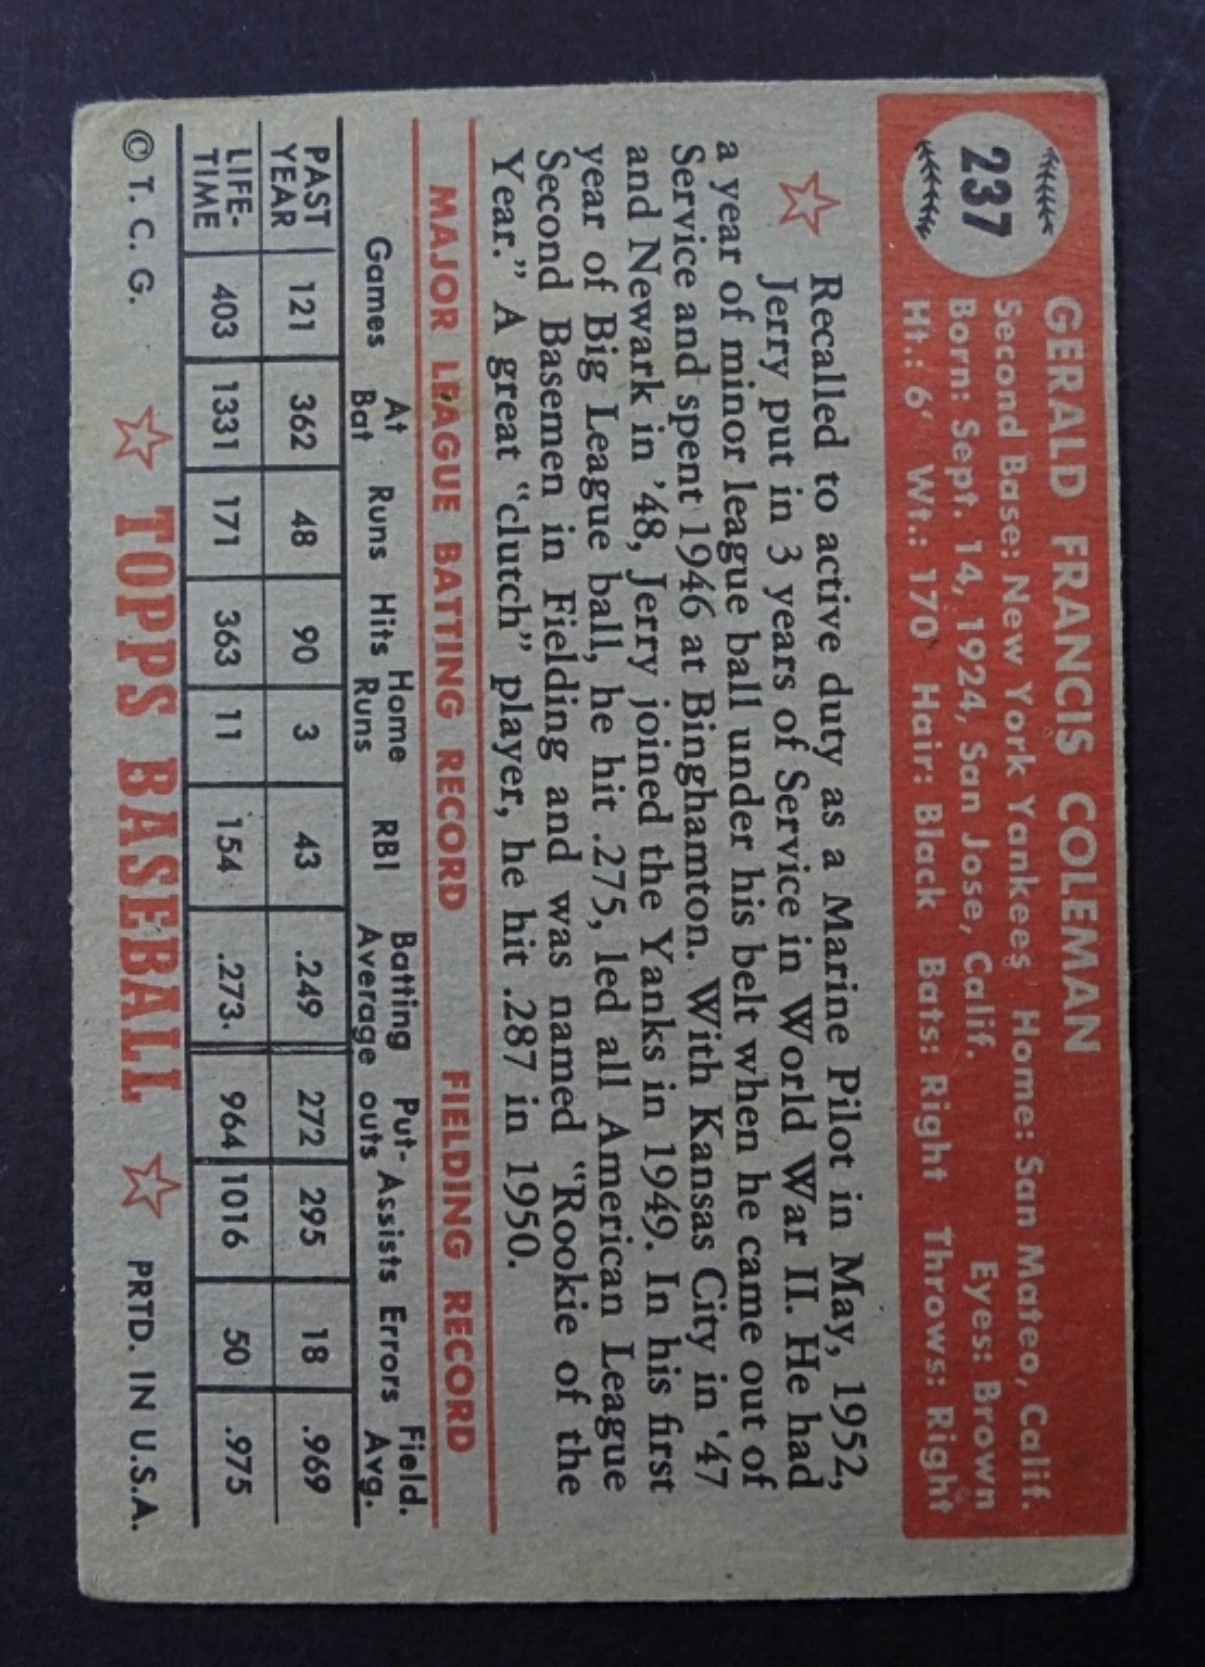 237
GERALD FRANCIS COLEMAN
Second Base: New York Yankees Home: San Mateo, Calif.
Born: Sept. 14, 1924, San Jose, Calif. Eyes: Brown
Ht.: 6' Wt.: 170 Hair: Black Bats: Right Throws: Right
Recalled to active duty as a Marine Pilot in May, 1952,
Jerry put in 3 years of Service in World War II. He had
a year of minor league ball under his belt when he came out of
Service and spent 1946 at Binghamton. With Kansas City in '47
and Newark in '48, Jerry joined the Yanks in 1949. In his first
year of Big League ball, he hit .275, led all American League
Second Basemen in Fielding and was named "Rookie of the
Year." A great "clutch" player, he hit .287 in 1950.
MAJOR LEAGUE BATTING RECORD FIELDING RECORD
Games At Bat Runs Hits Home Runs RBI Batting Average Put-outs Assists Errors Field. Avg.
PAST YEAR 121 362 48 90 3 43 .249 272 295 18 .969
LIFE-TIME 403 1331 171 363 11 154 .273 964 1016 50 .975
© T. C. G. TOPPS BASEBALL PRTD. IN U.S.A.